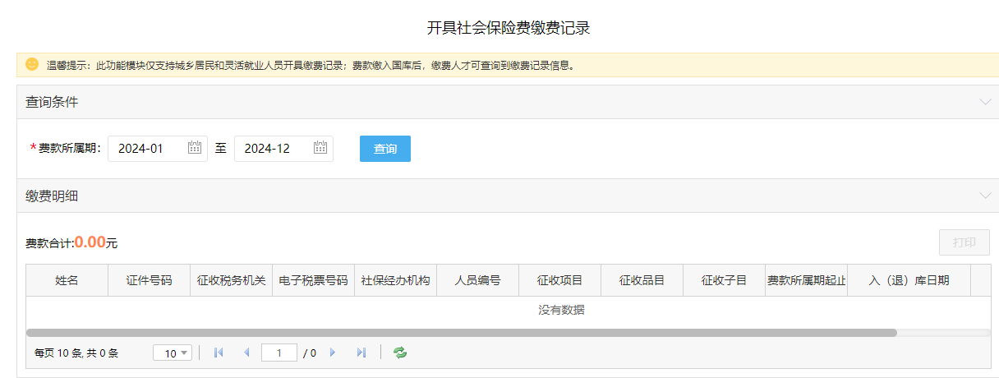 开具社会保险费缴费记录
温馨提示：此功能模块仅支持城乡居民和灵活就业人员开具缴费记录；费款缴入国库后，缴费人才可查询到缴费记录信息。
查询条件
*费款所属期： 2024-01 至 2024-12 查询
缴费明细
费款合计:0.00元 打印
姓名 证件号码 征收税务机关 电子税票号码 社保经办机构 人员编号 征收项目 征收品目 征收子目 费款所属期起止 入（退）库日期
没有数据
每页 10 条, 共 0 条 10 1 / 0